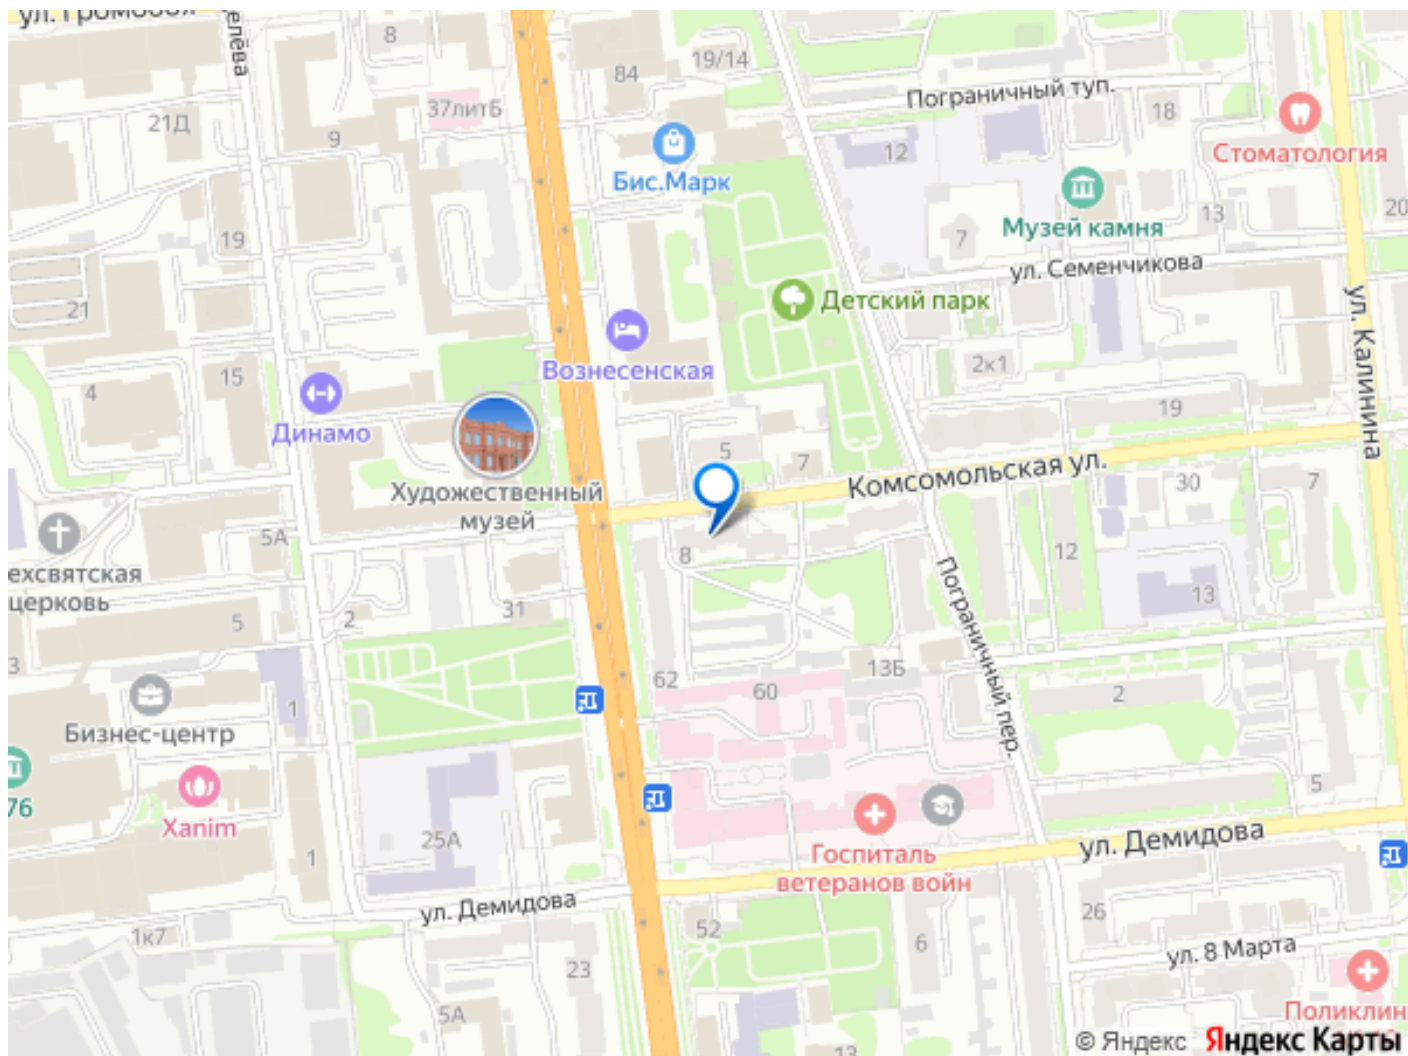 ул. Громобоя
8
84
19/14
37литБ
21Д
9
Пограничный туп.
18
12
Стоматология
Бис.Марк
Музей камня
13
20
7
19
ул. Семенчикова
21
Детский парк
ул. Калинина
Вознесенская
2к1
15
4
19
Динамо
5
7
Комсомольская ул.
Художественный
музей
30
7
5А
8
12
ехсвятская
церковь
13
31
2
5
Пограничный пер.
3
13Б
62
60
2
1
Бизнес-центр
76
5
Xanim
25А
1
ул. Демидова
Госпиталь
ветеранов войн
ул. Демидова
26
52
1к7
6
ул. 8 Марта
23
5А
Поликлин
13
© Яндекс Яндекс Карты